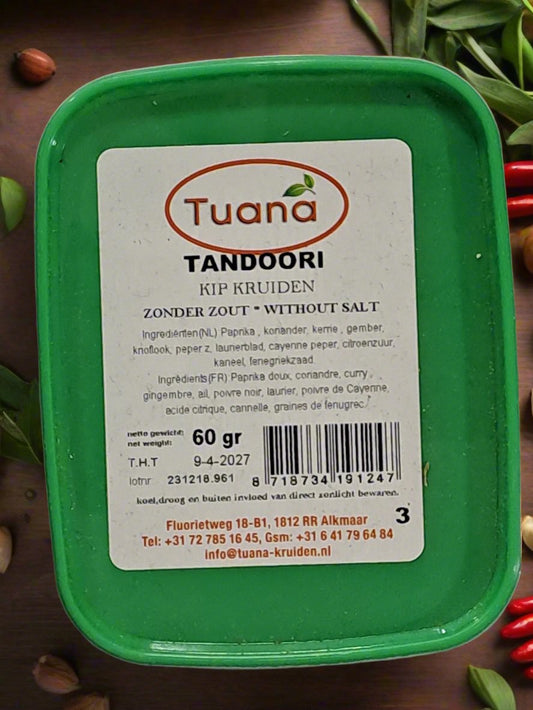 Tuana
TANDOORI
KIP KRUIDEN
ZONDER ZOUT * WITHOUT SALT
Ingrediënten(NL) Paprika , koriander, kerrie , gember,
knoflook, peper z, laurierblad, cayenne peper, citroenzuur,
kaneel, fenegriekzaad.
Ingrédients(FR) Paprika doux, coriandre, curry ,
gingembre, ail, poivre noir, laurier, poivre de Cayenne,
acide citrique, cannelle, graines de fenugrec.
netto gewicht:
net weight: 60 gr
T.H.T 9-4-2027
lotnr 231218.961
8 718734 191247
koel,droog en buiten invloed van direct zonlicht bewaren.
3
Fluorietweg 18-B1, 1812 RR Alkmaar
Tel: +31 72 785 16 45, Gsm: +31 6 41 79 64 84
info@tuana-kruiden.nl